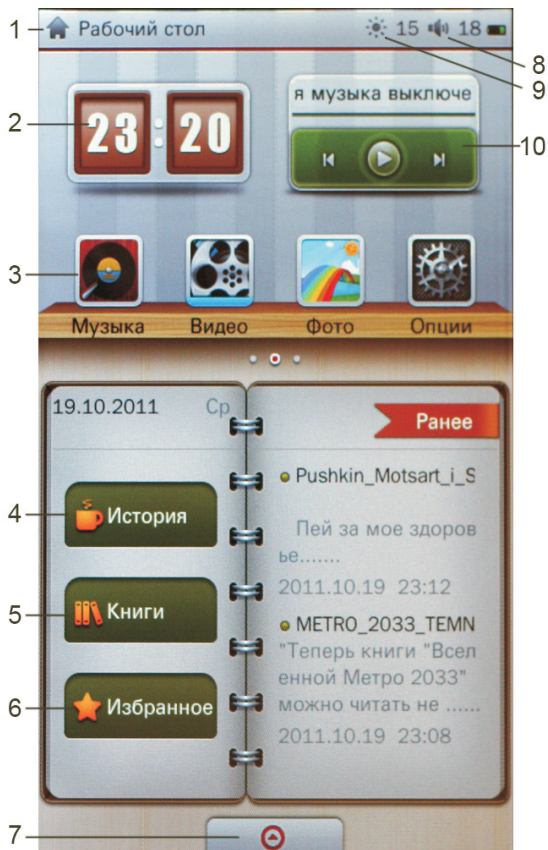 1
Рабочий стол
15
18
8
9
2
23 : 20
я музыка выключе
10
3
Музыка
Видео
Фото
Опции
19.10.2011
Ср
Ранее
4
История
5
Книги
6
Избранное
Pushkin_Motsart_i_S
Пей за мое здоров
ье.......
2011.10.19 23:12
METRO_2033_TEMN
"Теперь книги "Всел
енной Метро 2033"
можно читать не ......
2011.10.19 23:08
7